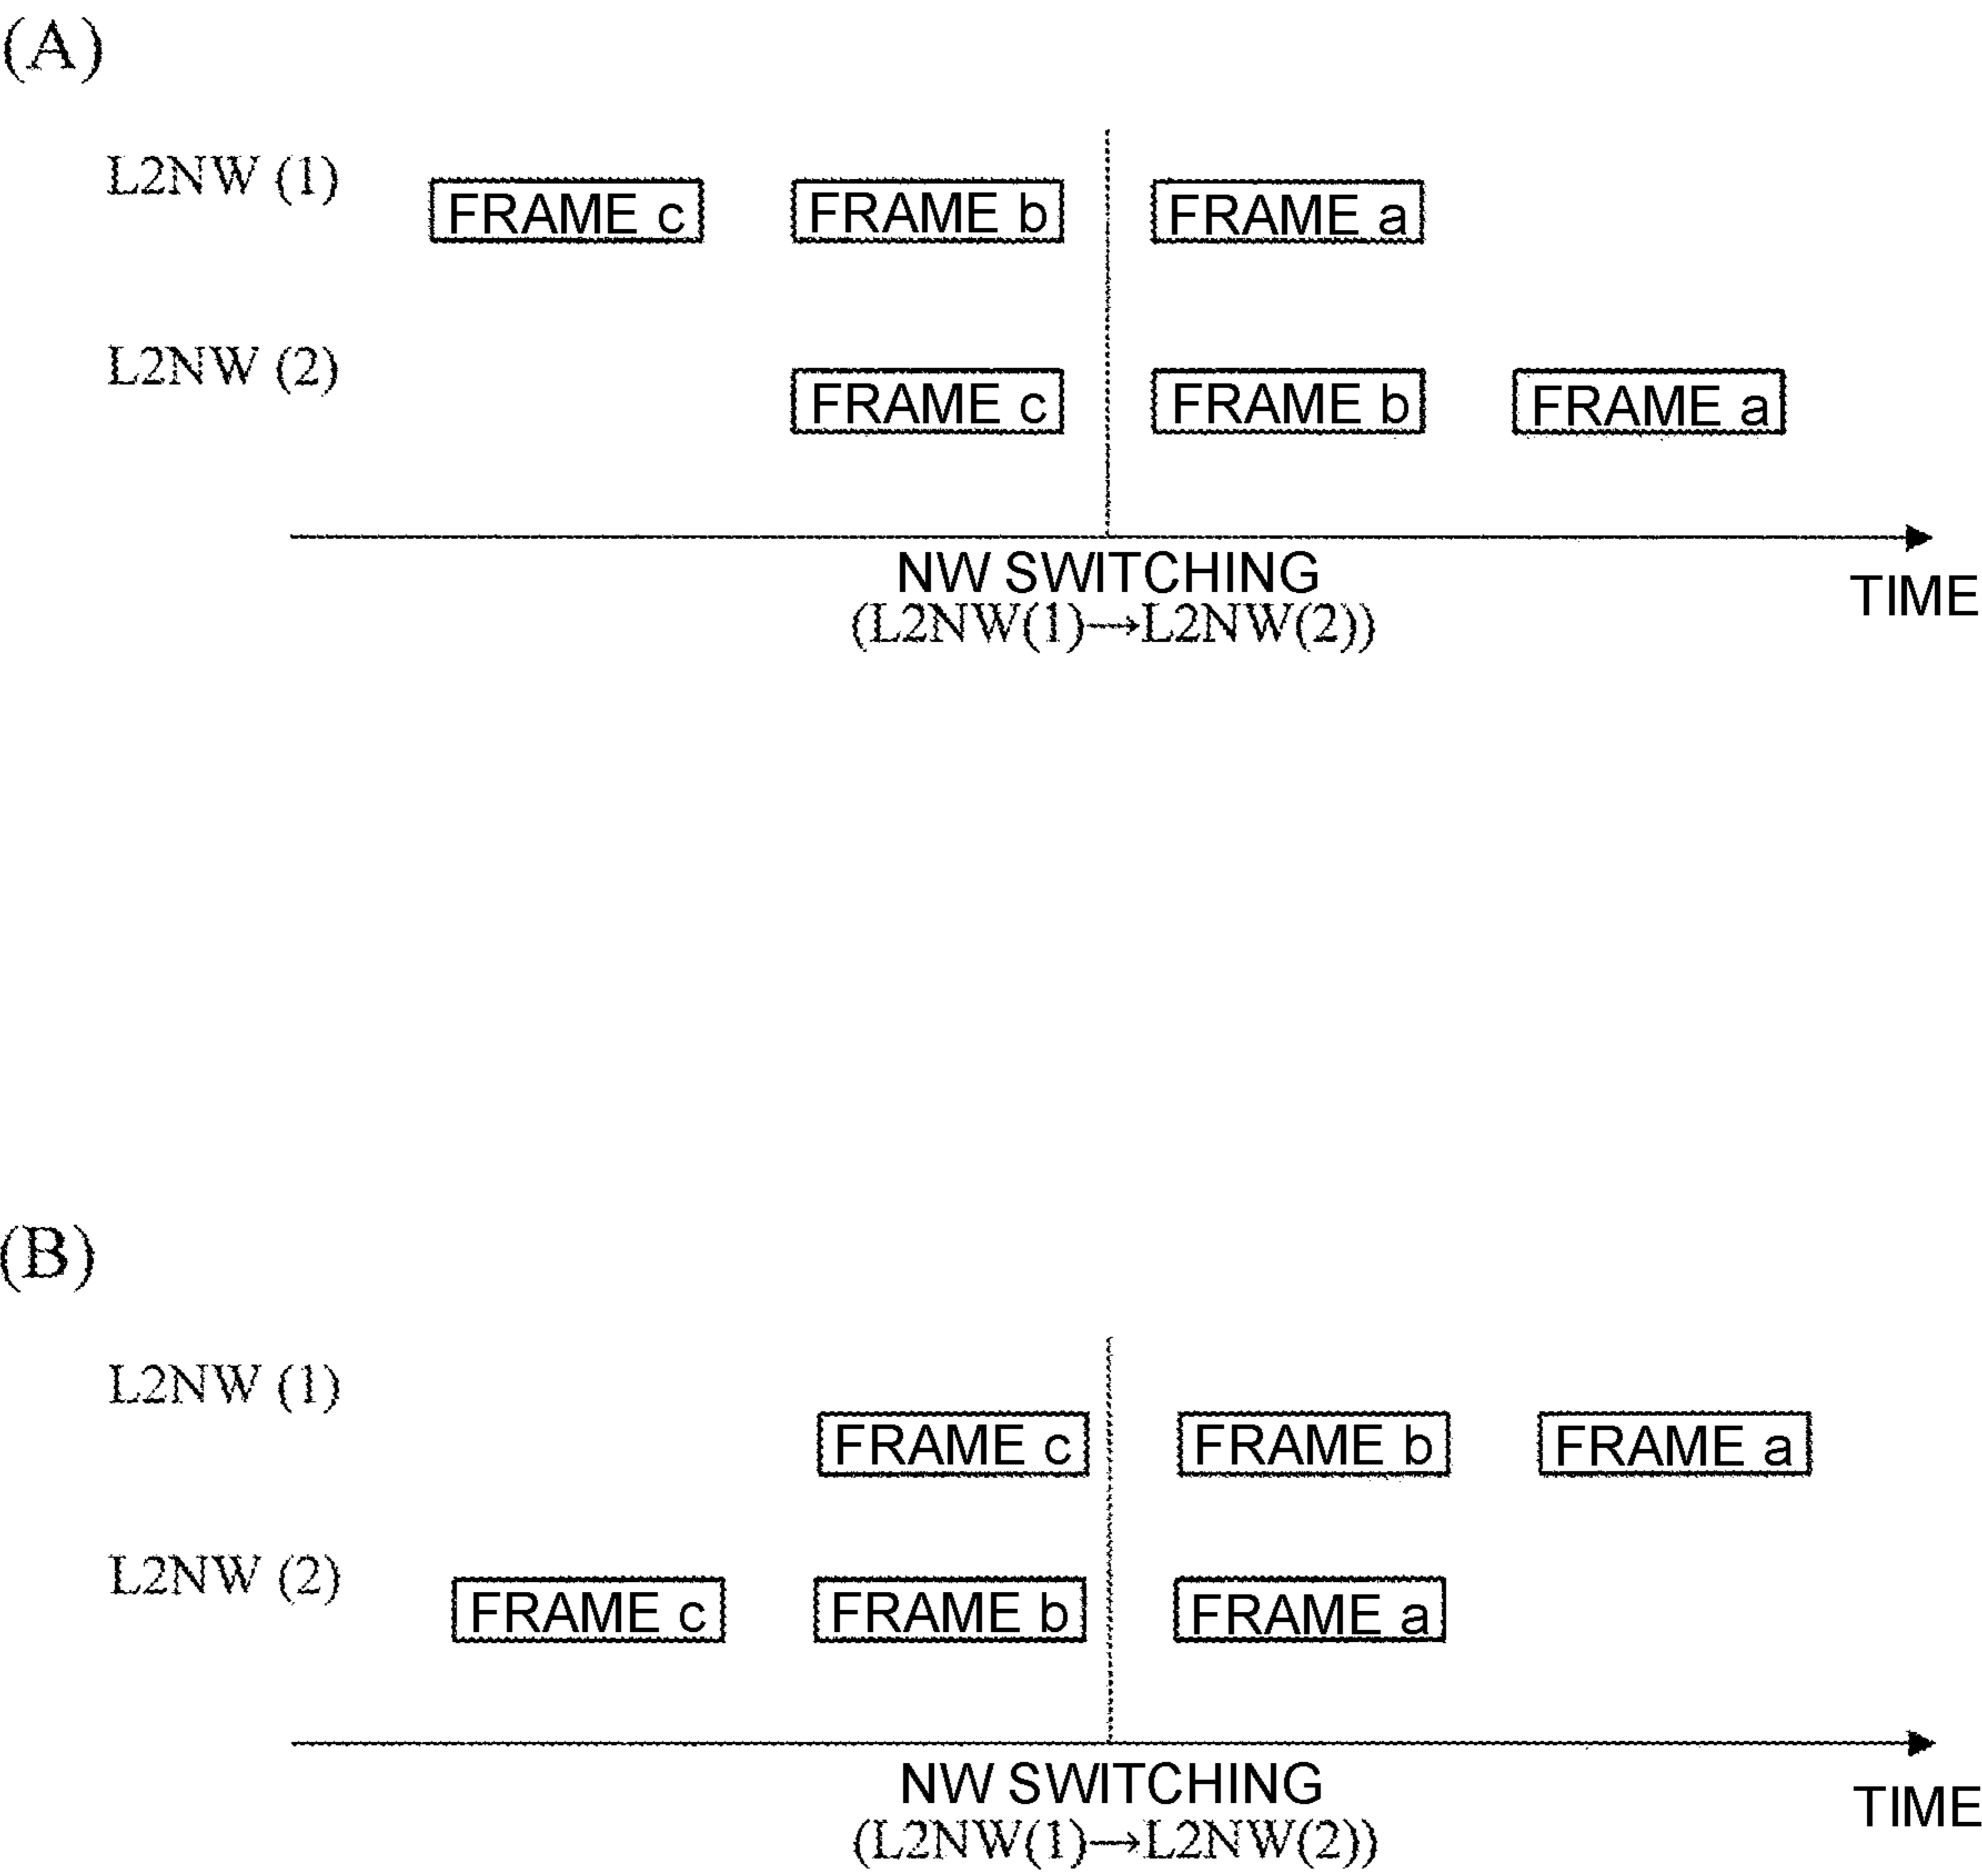 (A)
L2NW (1)
FRAME c FRAME b FRAME a
L2NW (2)
FRAME c FRAME b FRAME a
NW SWITCHING
TIME
(L2NW(1)→L2NW(2))
(B)
L2NW (1)
FRAME c FRAME b FRAME a
L2NW (2)
FRAME c FRAME b FRAME a
NW SWITCHING
TIME
(L2NW(1)→L2NW(2))